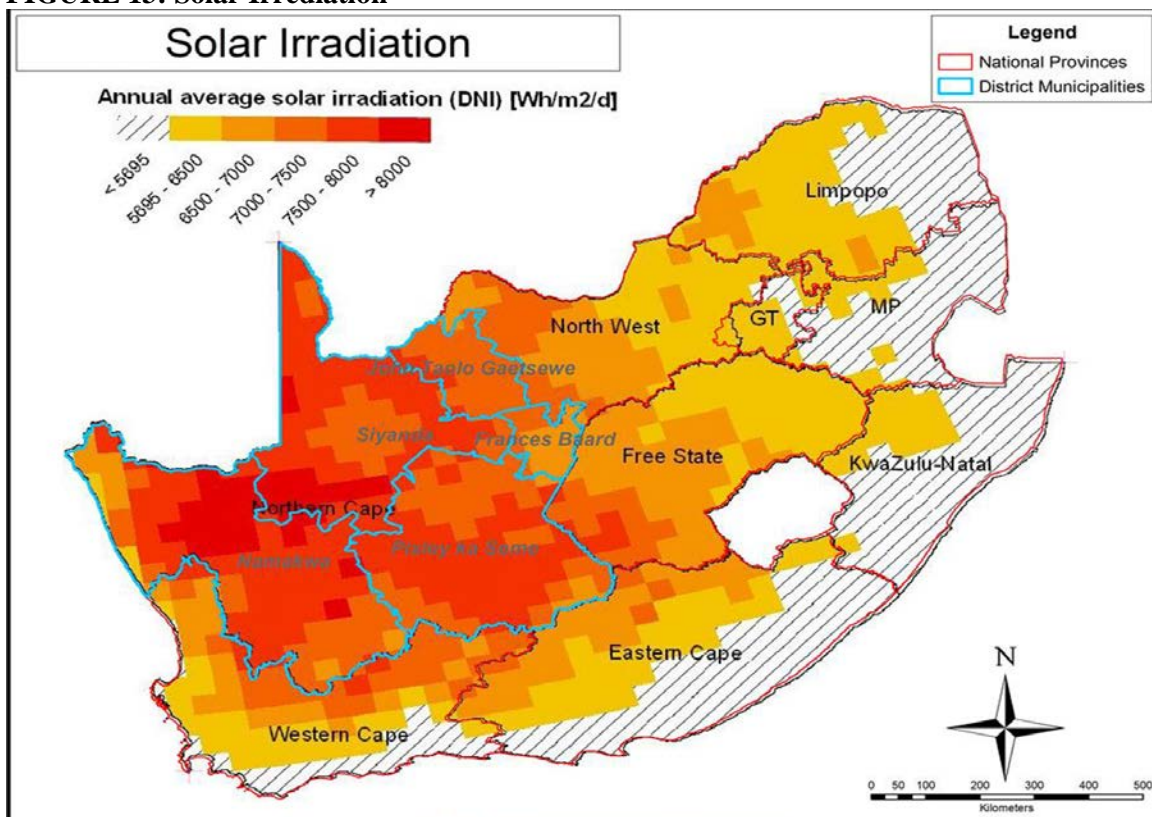 FIGURE 13: Solar Irrediation
Solar Irradiation
Legend
National Provinces
District Municipalities
Annual average solar irradiation (DNI) [Wh/m2/d]
< 5695
5695 - 6500
6500 - 7000
7000 - 7500
7500 - 8000
> 8000
Limpopo
North West
GT
MP
John Taolo Gaetsewe
Siyanda
Frances Baard
Free State
KwaZulu-Natal
Northern Cape
Pixley Ka Seme
Namakwa
Eastern Cape
Western Cape
N
0 50 100 200 300 400 500
Kilometers